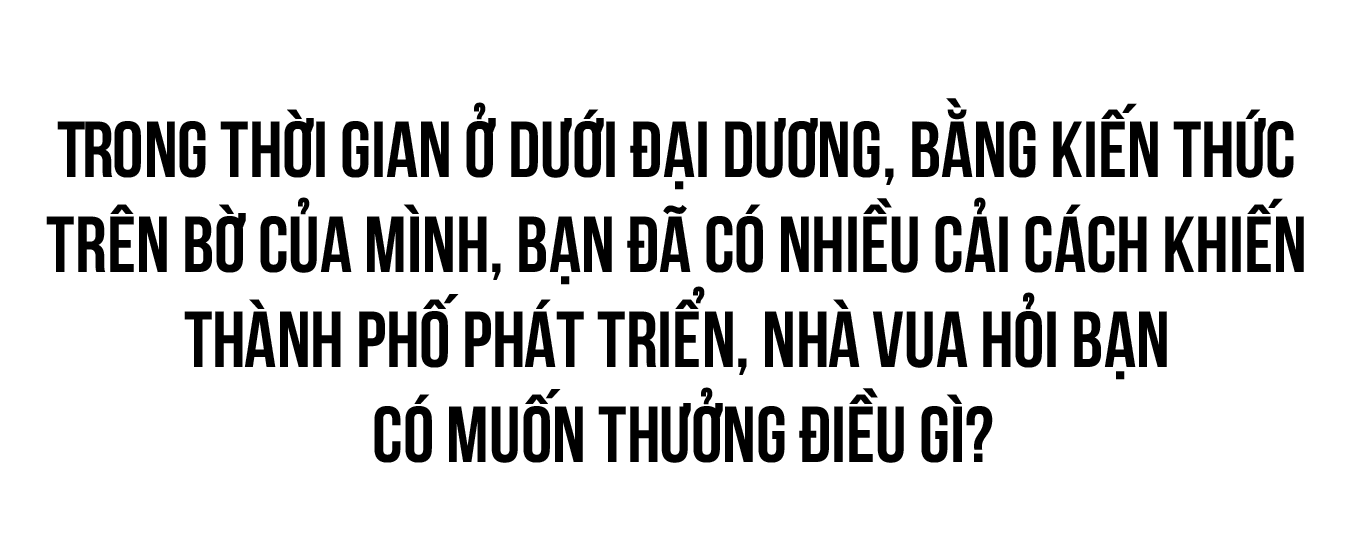 TRONG THỜI GIAN Ở DƯỚI ĐẠI DƯƠNG, BẰNG KIẾN THỨC
TRÊN BỜ CỦA MÌNH, BẠN ĐÃ CÓ NHIỀU CẢI CÁCH KHIẾN
THÀNH PHỐ PHÁT TRIỂN, NHÀ VUA HỎI BẠN
CÓ MUỐN THƯỞNG ĐIỀU GÌ?